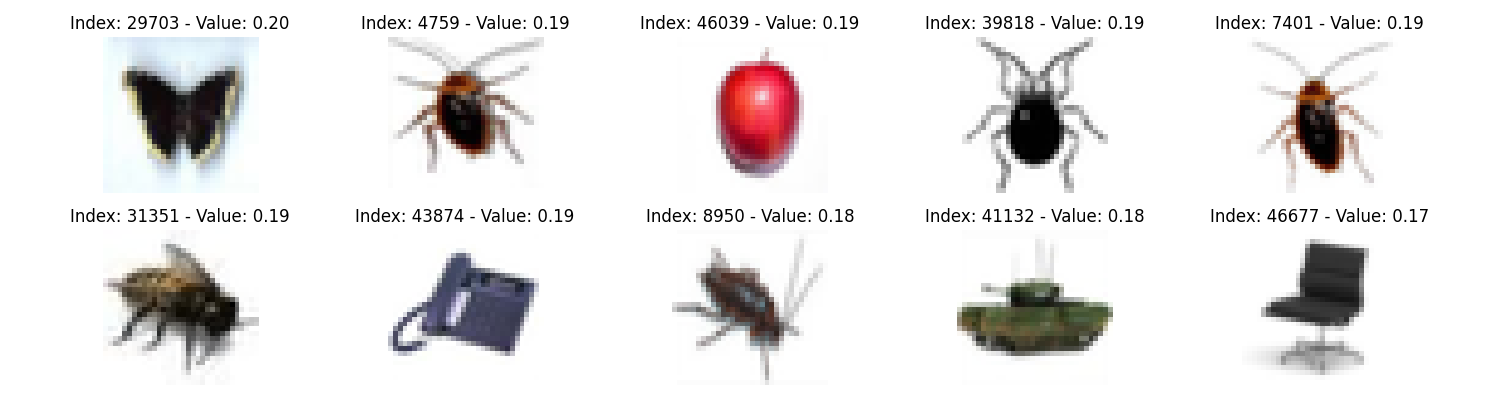 Index: 29703 - Value: 0.20
Index: 4759 - Value: 0.19
Index: 46039 - Value: 0.19
Index: 39818 - Value: 0.19
Index: 7401 - Value: 0.19
Index: 31351 - Value: 0.19
Index: 43874 - Value: 0.19
Index: 8950 - Value: 0.18
Index: 41132 - Value: 0.18
Index: 46677 - Value: 0.17